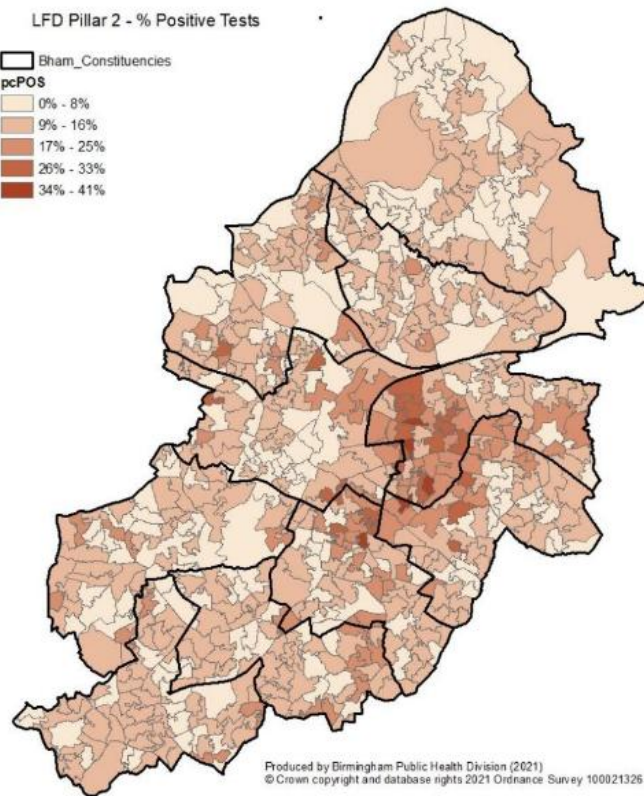 LFD Pillar 2 - % Positive Tests
Bham_Constituencies
pcPOS
0% - 8%
9% - 16%
17% - 25%
26% - 33%
34% - 41%
Produced by Birmingham Public Health Division (2021)
© Crown copyright and database rights 2021 Ordnance Survey 100021326